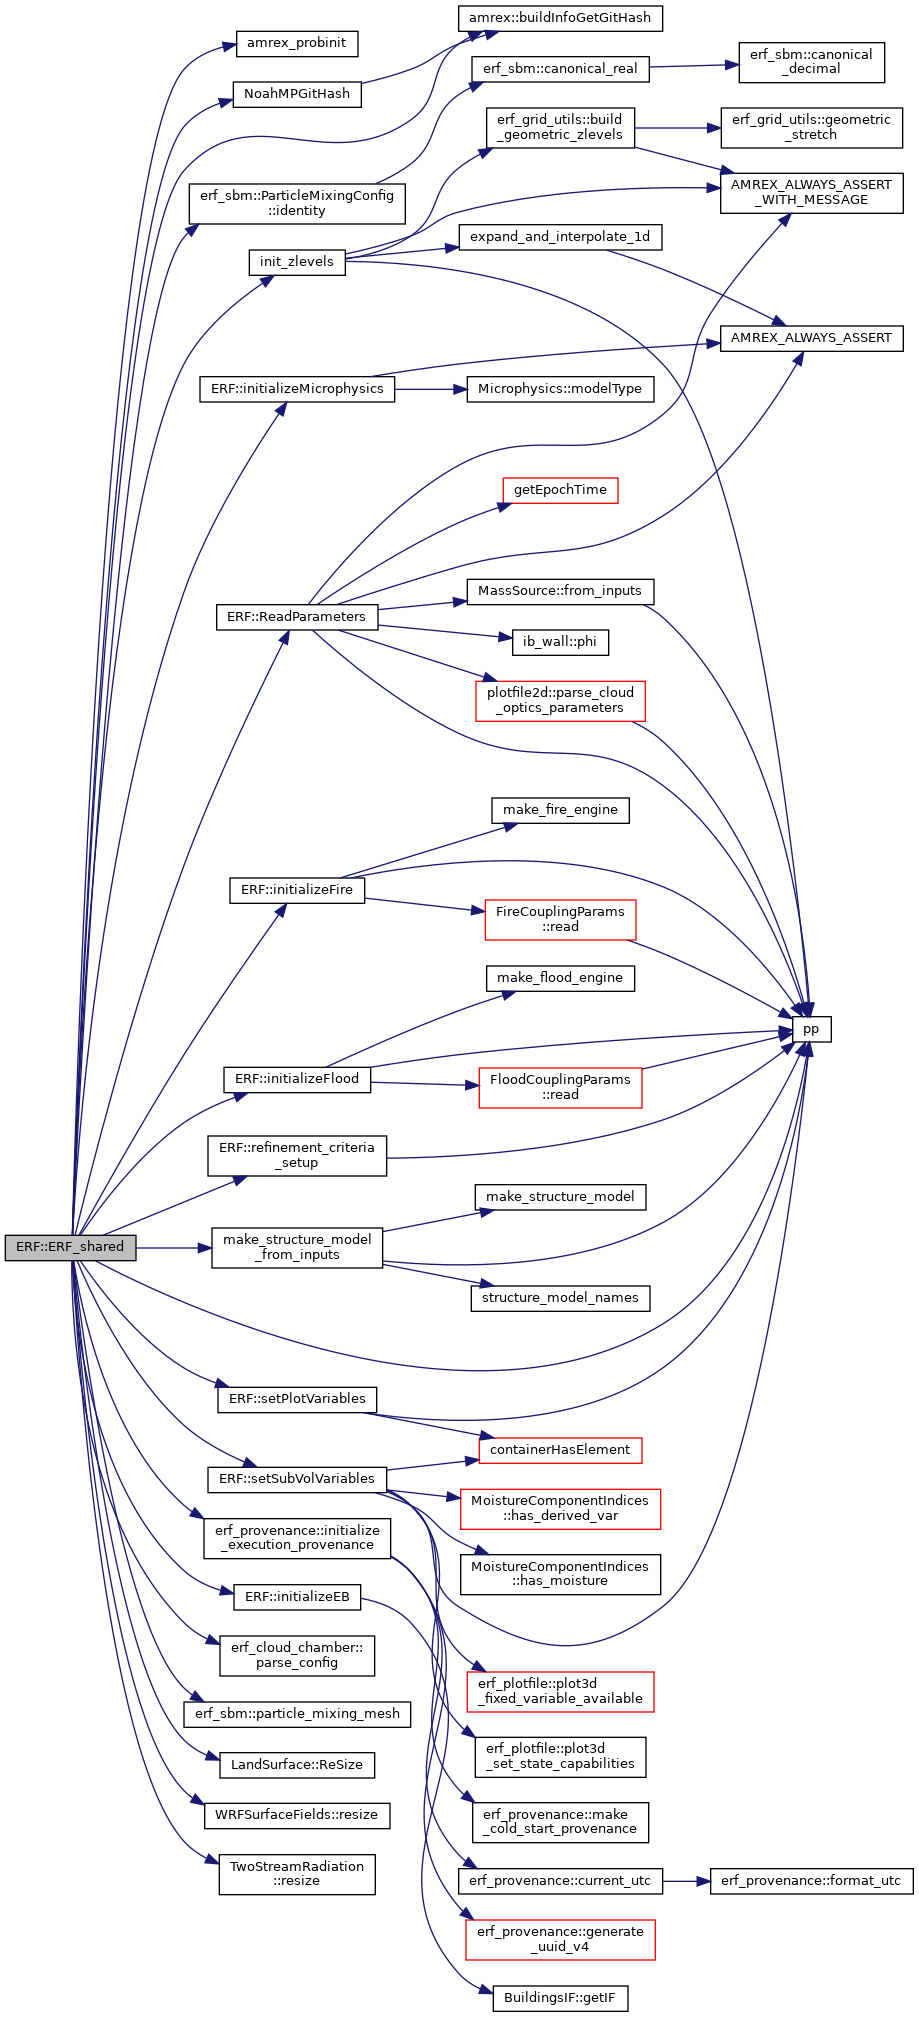 amrex::buildInfoGetGitHash
amrex_probinit
erf_sbm::canonical_real
erf_sbm::canonical
_decimal
NoahMPGitHash
erf_grid_utils::build
_geometric_zlevels
erf_grid_utils::geometric
_stretch
erf_sbm::ParticleMixingConfig
::identity
AMREX_ALWAYS_ASSERT
_WITH_MESSAGE
expand_and_interpolate_1d
init_zlevels
AMREX_ALWAYS_ASSERT
ERF::initializeMicrophysics
Microphysics::modelType
getEpochTime
MassSource::from_inputs
ERF::ReadParameters
ib_wall::phi
plotfile2d::parse_cloud
_optics_parameters
make_fire_engine
ERF::initializeFire
FireCouplingParams
::read
make_flood_engine
pp
ERF::initializeFlood
FloodCouplingParams
::read
ERF::refinement_criteria
_setup
make_structure_model
ERF::ERF_shared
make_structure_model
_from_inputs
structure_model_names
ERF::setPlotVariables
containerHasElement
ERF::setSubVolVariables
MoistureComponentIndices
::has_derived_var
erf_provenance::initialize
_execution_provenance
MoistureComponentIndices
::has_moisture
ERF::initializeEB
erf_cloud_chamber::
parse_config
erf_plotfile::plot3d
_fixed_variable_available
erf_sbm::particle_mixing_mesh
erf_plotfile::plot3d
_set_state_capabilities
LandSurface::ReSize
WRFSurfaceFields::resize
erf_provenance::make
_cold_start_provenance
TwoStreamRadiation
::resize
erf_provenance::current_utc
erf_provenance::format_utc
erf_provenance::generate
_uuid_v4
BuildingsIF::getIF